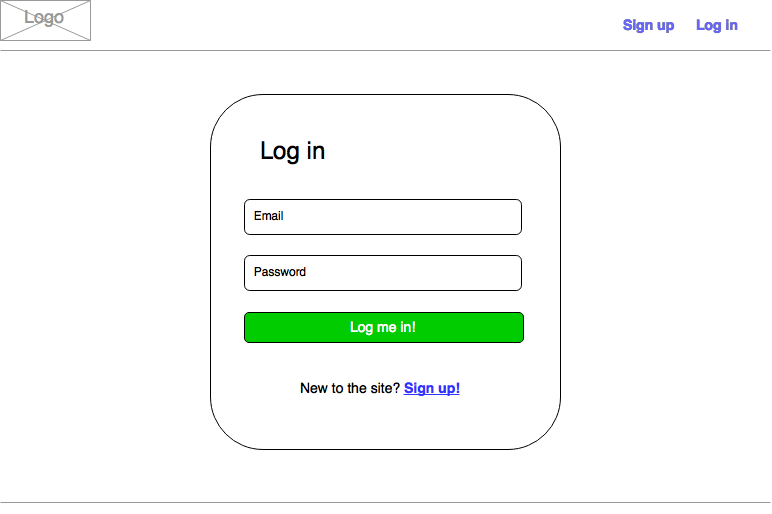 Logo
Sign up Log in
Log in
Email
Password
Log me in!
New to the site? Sign up!